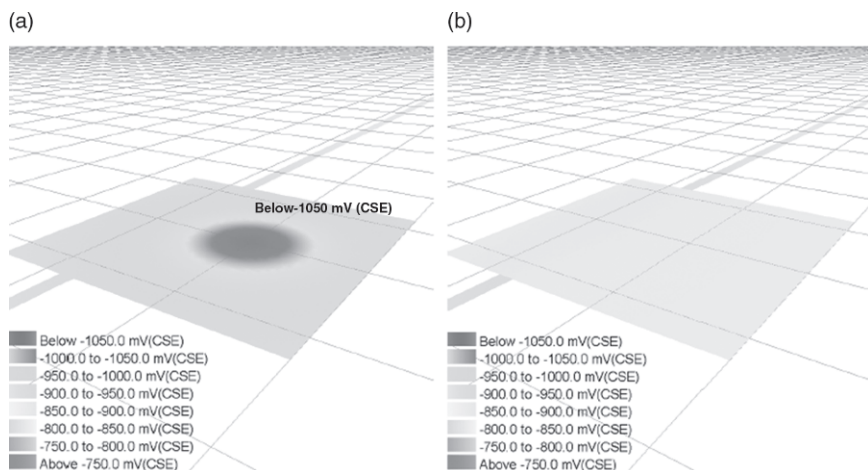 (a)
Below-1050 mV (CSE)
Below -1050.0 mV(CSE)
-1000.0 to -1050.0 mV(CSE)
-950.0 to -1000.0 mV(CSE)
-900.0 to -950.0 mV(CSE)
-850.0 to -900.0 mV(CSE)
-800.0 to -850.0 mV(CSE)
-750.0 to -800.0 mV(CSE)
Above -750.0 mV(CSE)
(b)
Below -1050.0 mV(CSE)
-1000.0 to -1050.0 mV(CSE)
-950.0 to -1000.0 mV(CSE)
-900.0 to -950.0 mV(CSE)
-850.0 to -900.0 mV(CSE)
-800.0 to -850.0 mV(CSE)
-750.0 to -800.0 mV(CSE)
Above -750.0 mV(CSE)